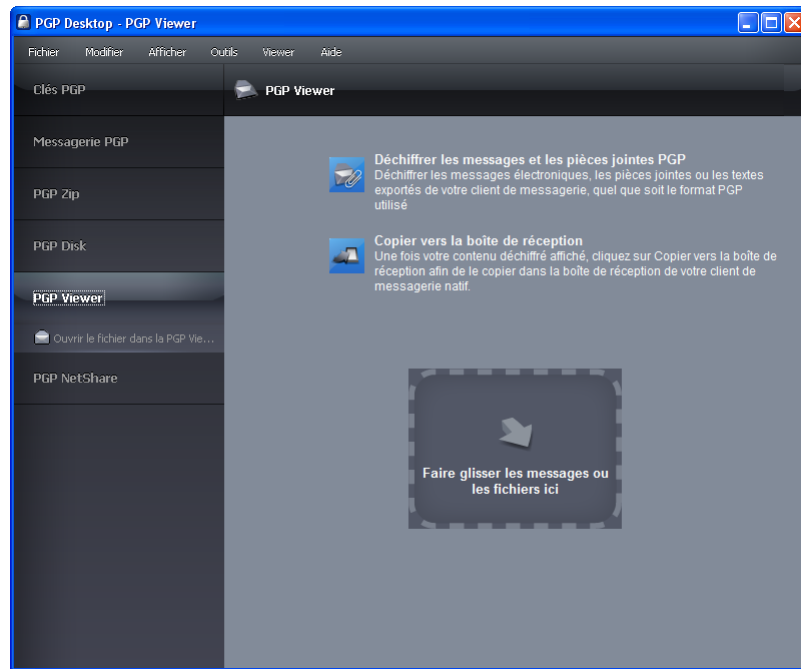 PGP Desktop - PGP Viewer
Fichier Modifier Afficher Outils Viewer Aide
Clés PGP
PGP Viewer
Messagerie PGP
PGP Zip
PGP Disk
PGP Viewer
Ouvrir le fichier dans la PGP Vie...
PGP NetShare
Déchiffrer les messages et les pièces jointes PGP
Déchiffrer les messages électroniques, les pièces jointes ou les textes
exportés de votre client de messagerie, quel que soit le format PGP
utilisé
Copier vers la boîte de réception
Une fois votre contenu déchiffré affiché, cliquez sur Copier vers la boîte de
réception afin de le copier dans la boîte de réception de votre client de
messagerie natif.
Faire glisser les messages ou
les fichiers ici